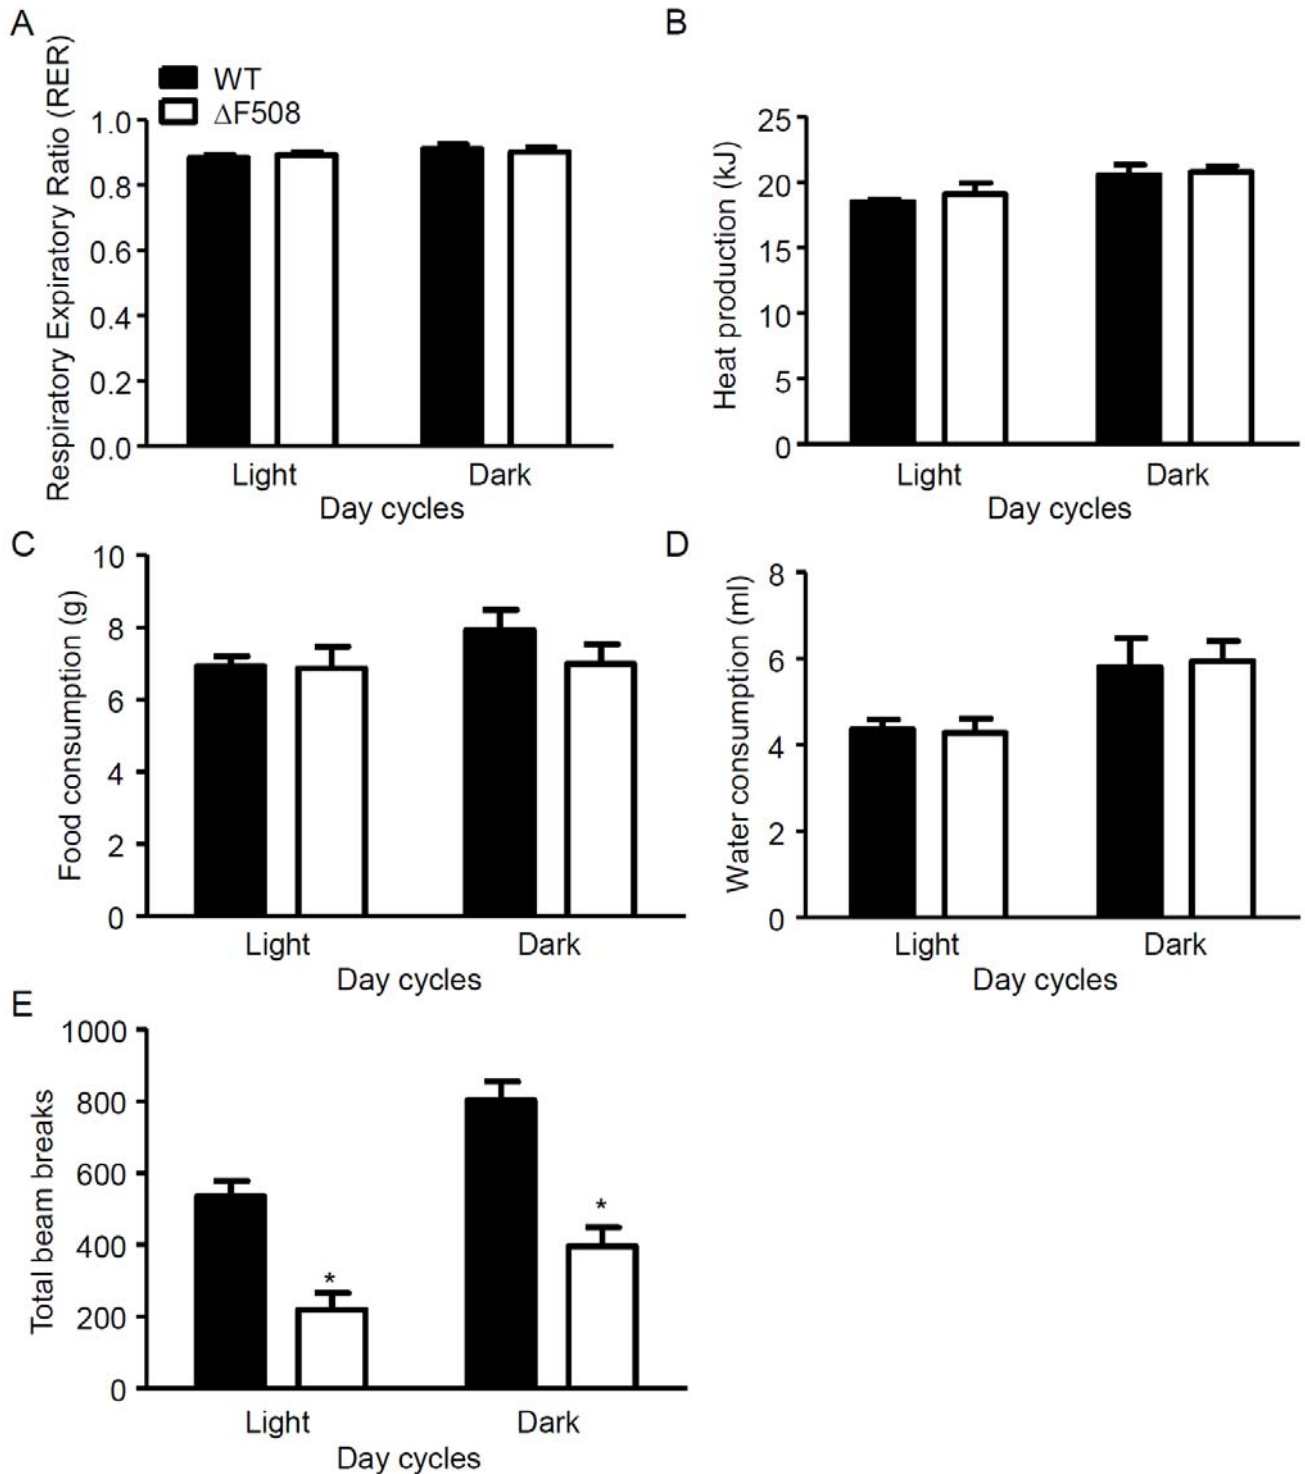 A
WT
ΔF508
Respiratory Expiratory Ratio (RER)
1.0
0.8
0.6
0.4
0.2
0.0
Light Dark
Day cycles
B
Heat production (kJ)
25
20
15
10
5
0
Light Dark
Day cycles
C
Food consumption (g)
10
8
6
4
2
0
Light Dark
Day cycles
D
Water consumption (ml)
8
6
4
2
0
Light Dark
Day cycles
E
Total beam breaks
1000
800
600
400
200
0
*
*
Light Dark
Day cycles